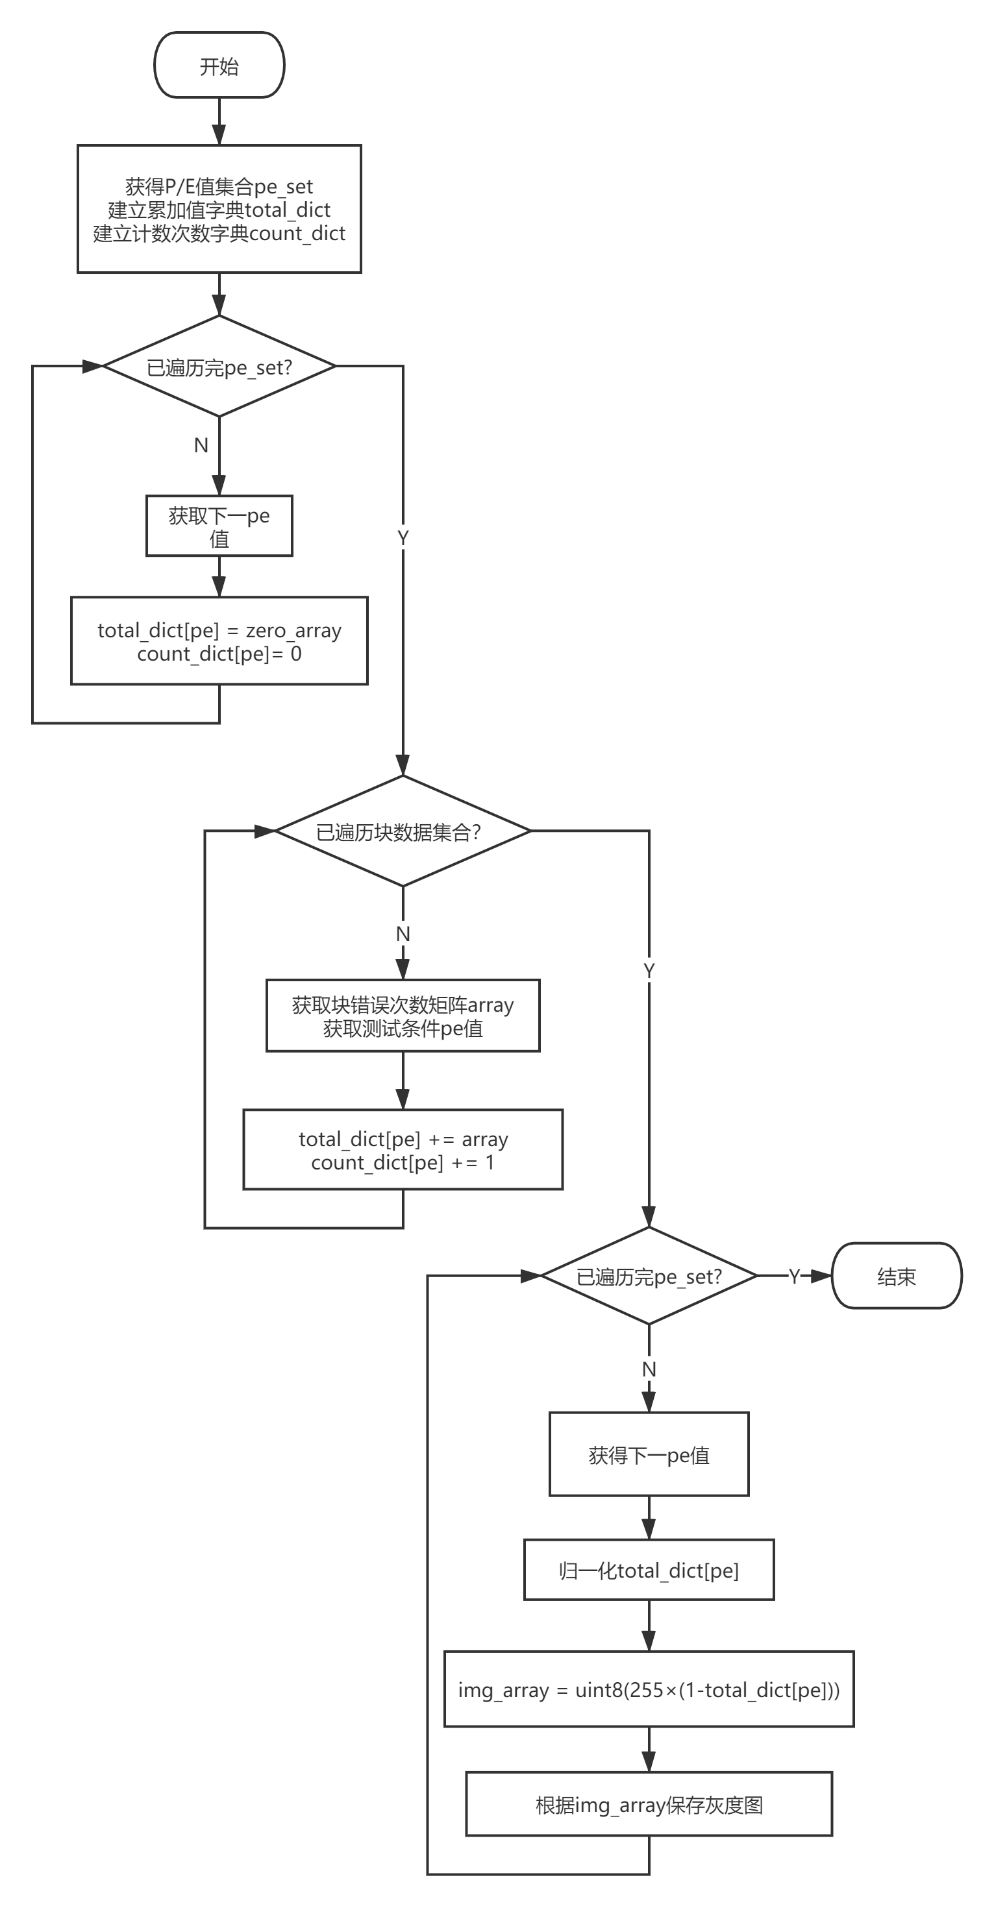 开始
获得P/E值集合pe_set
建立累加值字典total_dict
建立计数次数字典count_dict
已遍历完pe_set?
N
获取下一pe
值
Y
total_dict[pe] = zero_array
count_dict[pe]= 0
已遍历块数据集合?
N
Y
获取块错误次数矩阵array
获取测试条件pe值
total_dict[pe] += array
count_dict[pe] += 1
已遍历完pe_set?
Y
结束
N
获得下一pe值
归一化total_dict[pe]
img_array = uint8(255×(1-total_dict[pe]))
根据img_array保存灰度图